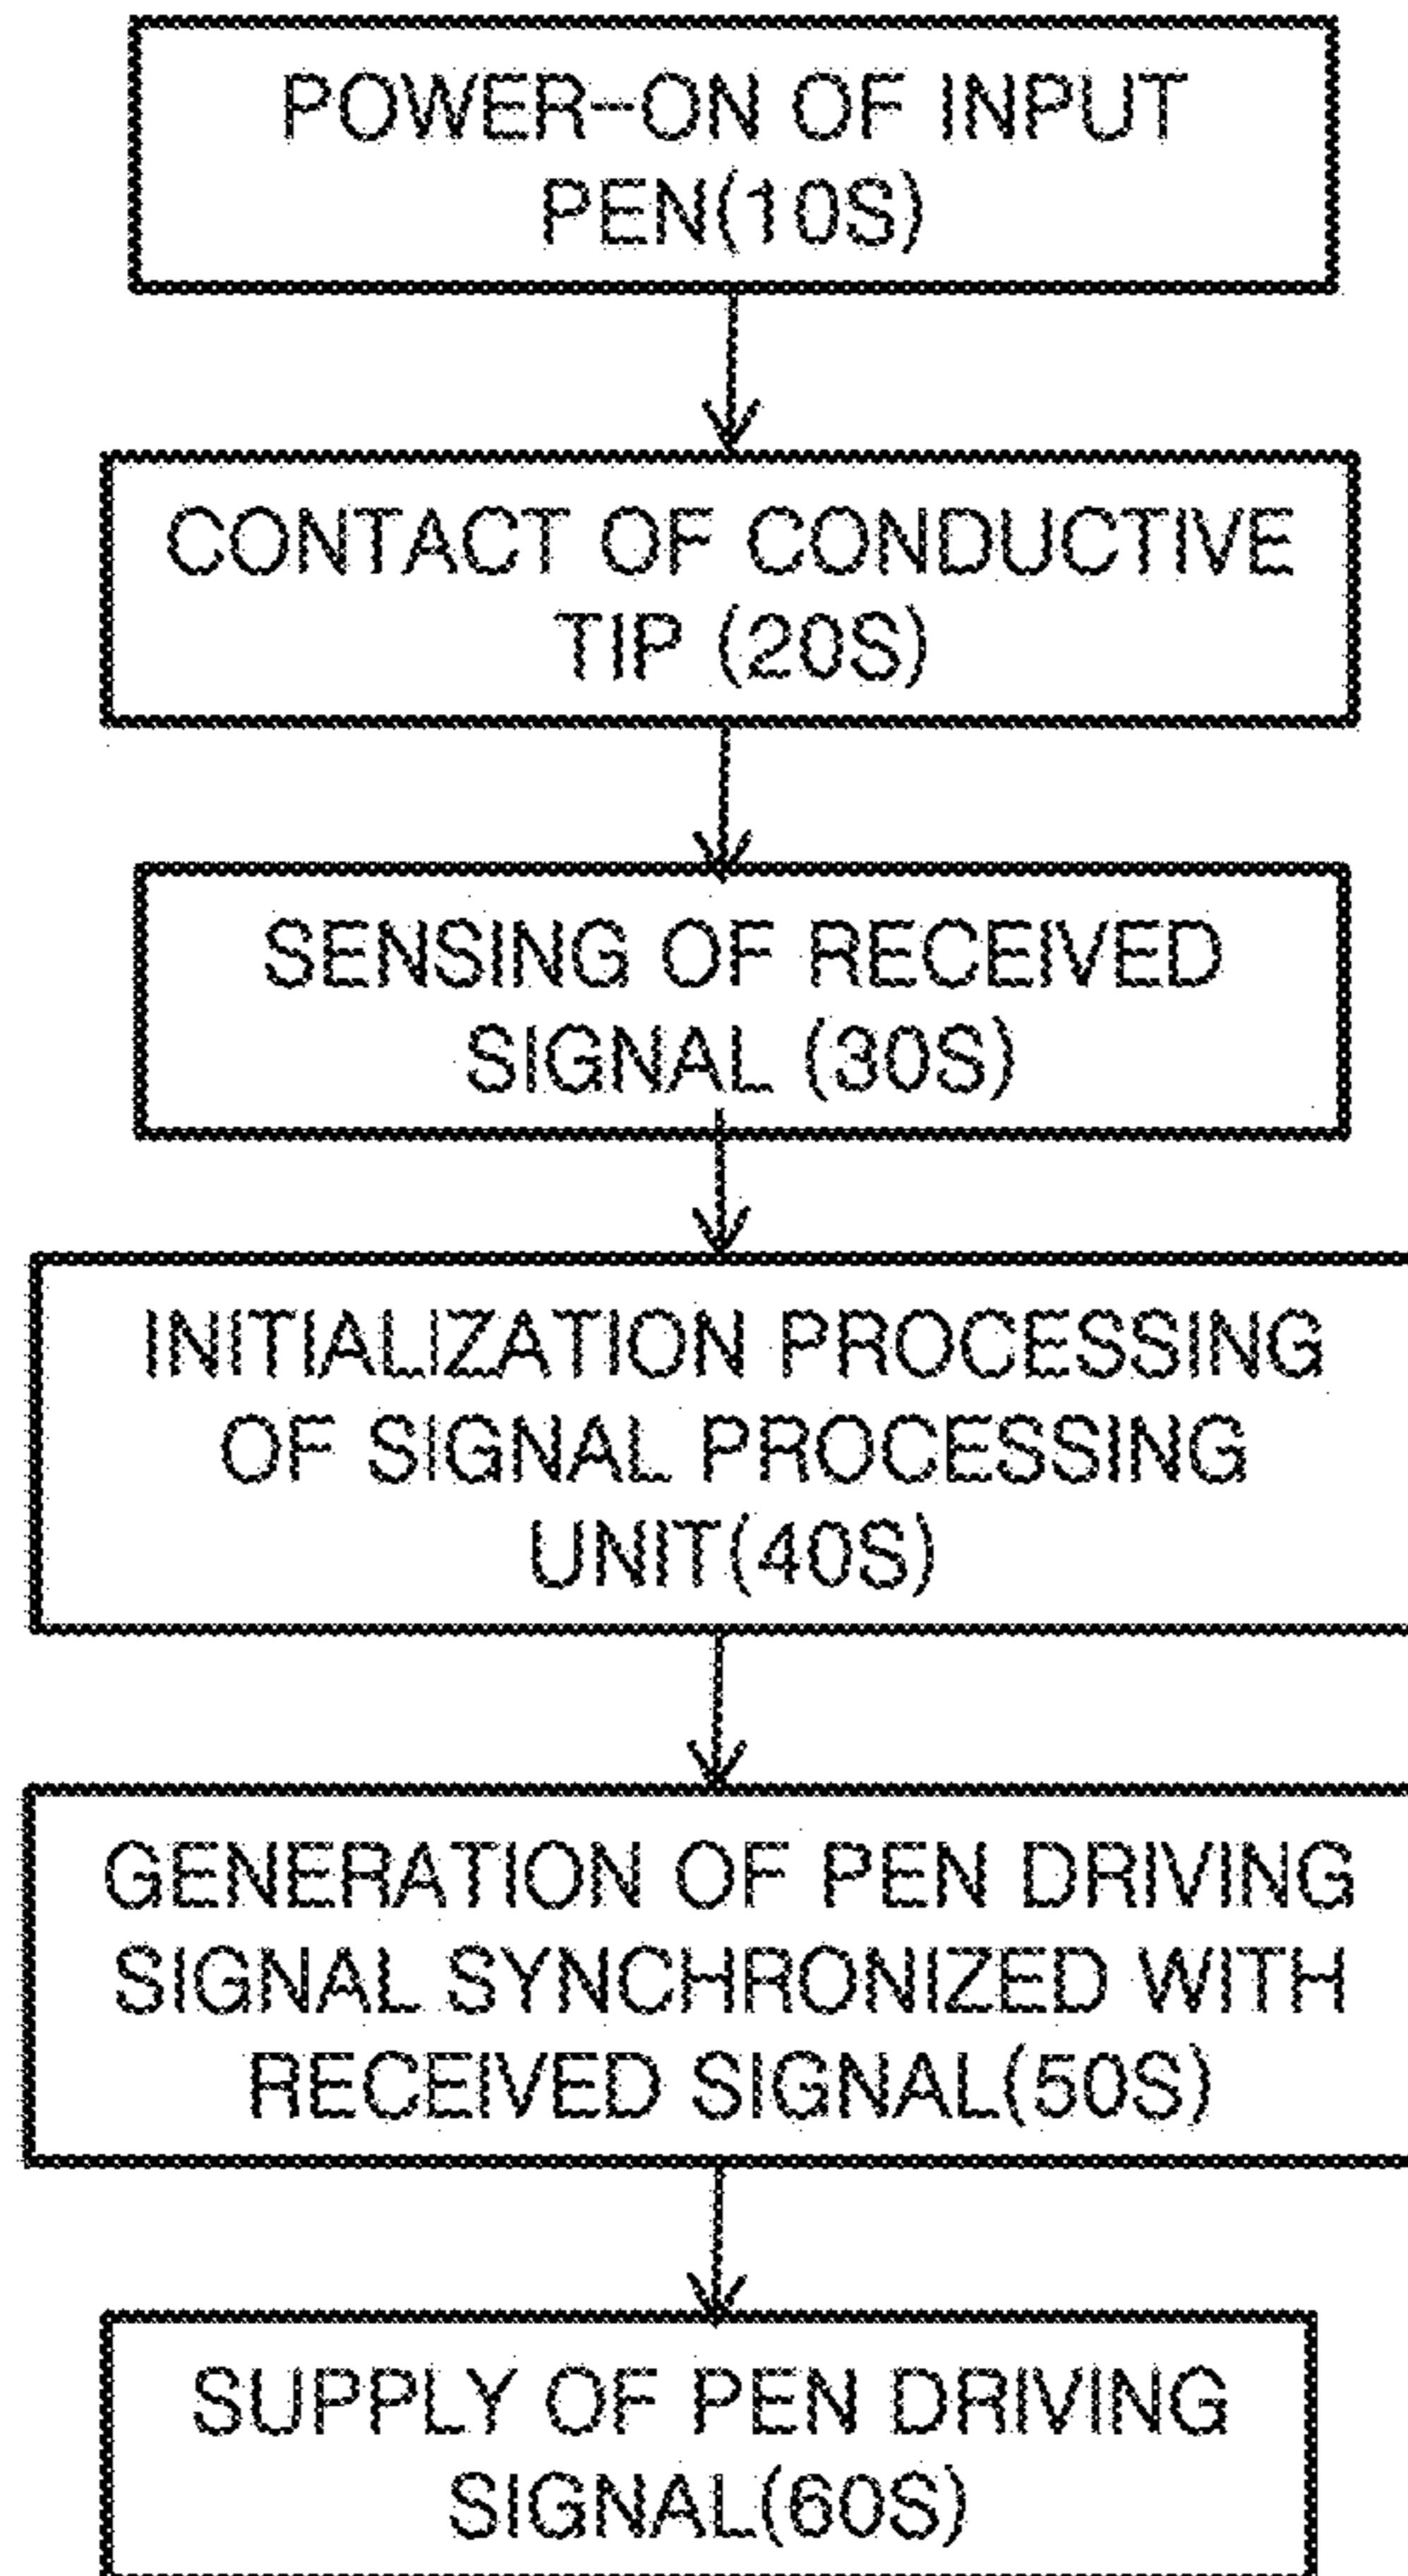 POWER-ON OF INPUT
PEN(10S)
CONTACT OF CONDUCTIVE
TIP (20S)
SENSING OF RECEIVED
SIGNAL (30S)
INITIALIZATION PROCESSING
OF SIGNAL PROCESSING
UNIT(40S)
GENERATION OF PEN DRIVING
SIGNAL SYNCHRONIZED WITH
RECEIVED SIGNAL(50S)
SUPPLY OF PEN DRIVING
SIGNAL(60S)